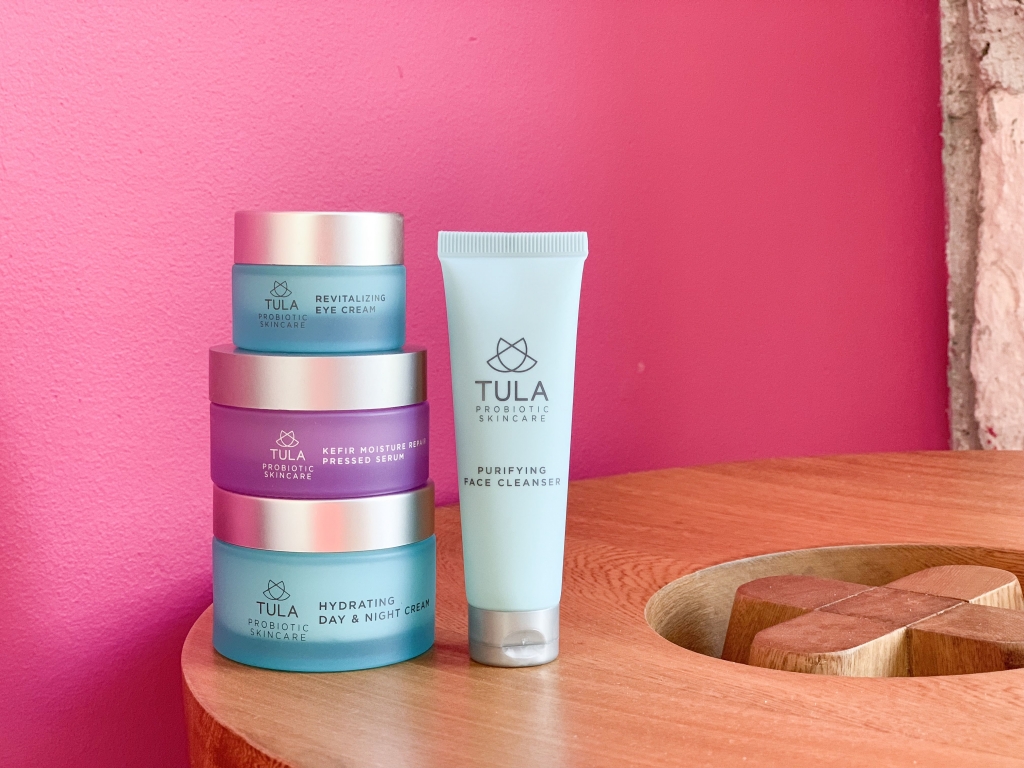 TULA
PROBIOTIC
SKINCARE
REVITALIZING
EYE CREAM
TULA
PROBIOTIC
SKINCARE
KEFIR MOISTURE REPAIR
PRESSED SERUM
TULA
PROBIOTIC
SKINCARE
HYDRATING
DAY & NIGHT CREAM
TULA
PROBIOTIC
SKINCARE
PURIFYING
FACE CLEANSER